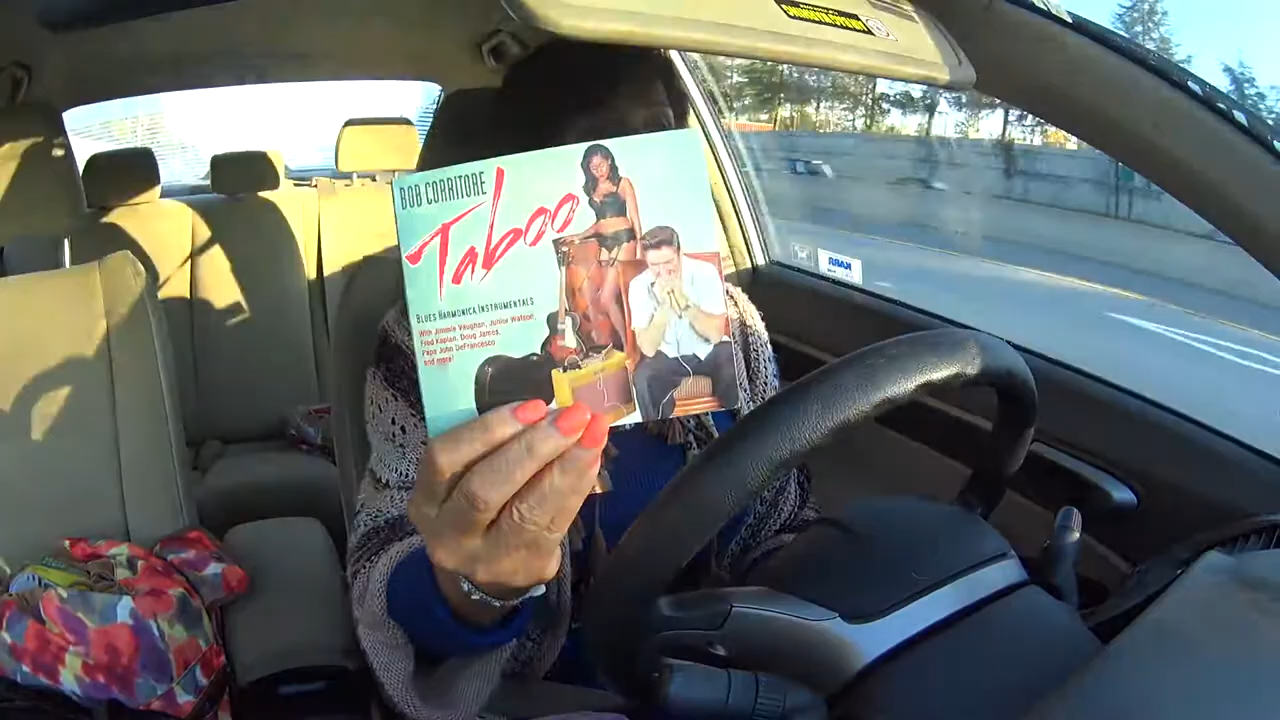 BOB CORRITORE
Taboo
BLUES HARMONICA INSTRUMENTALS
With Jimmie Vaughan, Junior Watson,
Fred Kaplan, Doug James,
Papa John DeFrancesco
and more!
KARR